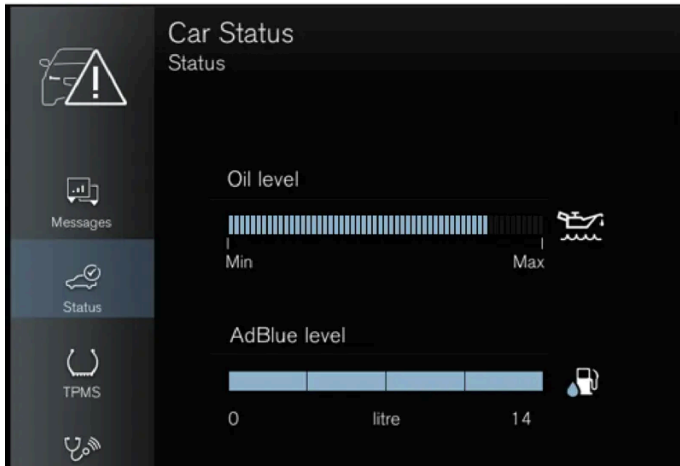 Car Status
Status
Messages
Status
TPMS
Oil level
Min Max
AdBlue level
0 litre 14